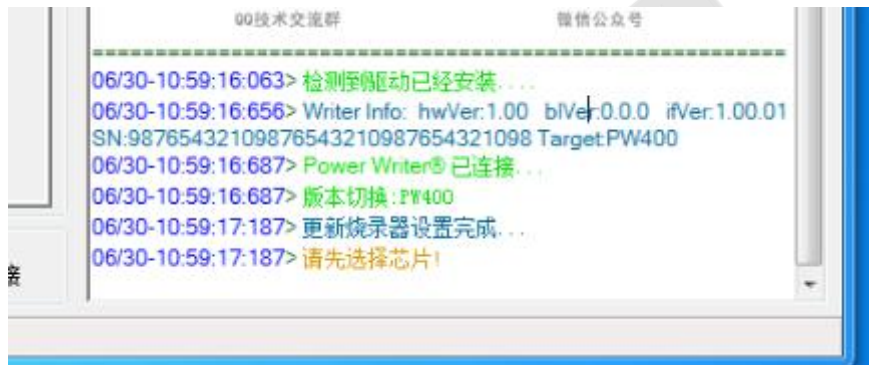 QQ技术交流群 微信公众号
========================================================
06/30-10:59:16:063> 检测到驱动已经安装....
06/30-10:59:16:656> Writer Info: hwVer:1.00 blVer:0.0.0 ifVer:1.00.01
SN:98765432109876543210987654321098 Target:PW400
06/30-10:59:16:687> Power Writer® 已连接...
06/30-10:59:16:687> 版本切换:PW400
06/30-10:59:17:187> 更新烧录器设置完成...
06/30-10:59:17:187> 请先选择芯片!
接